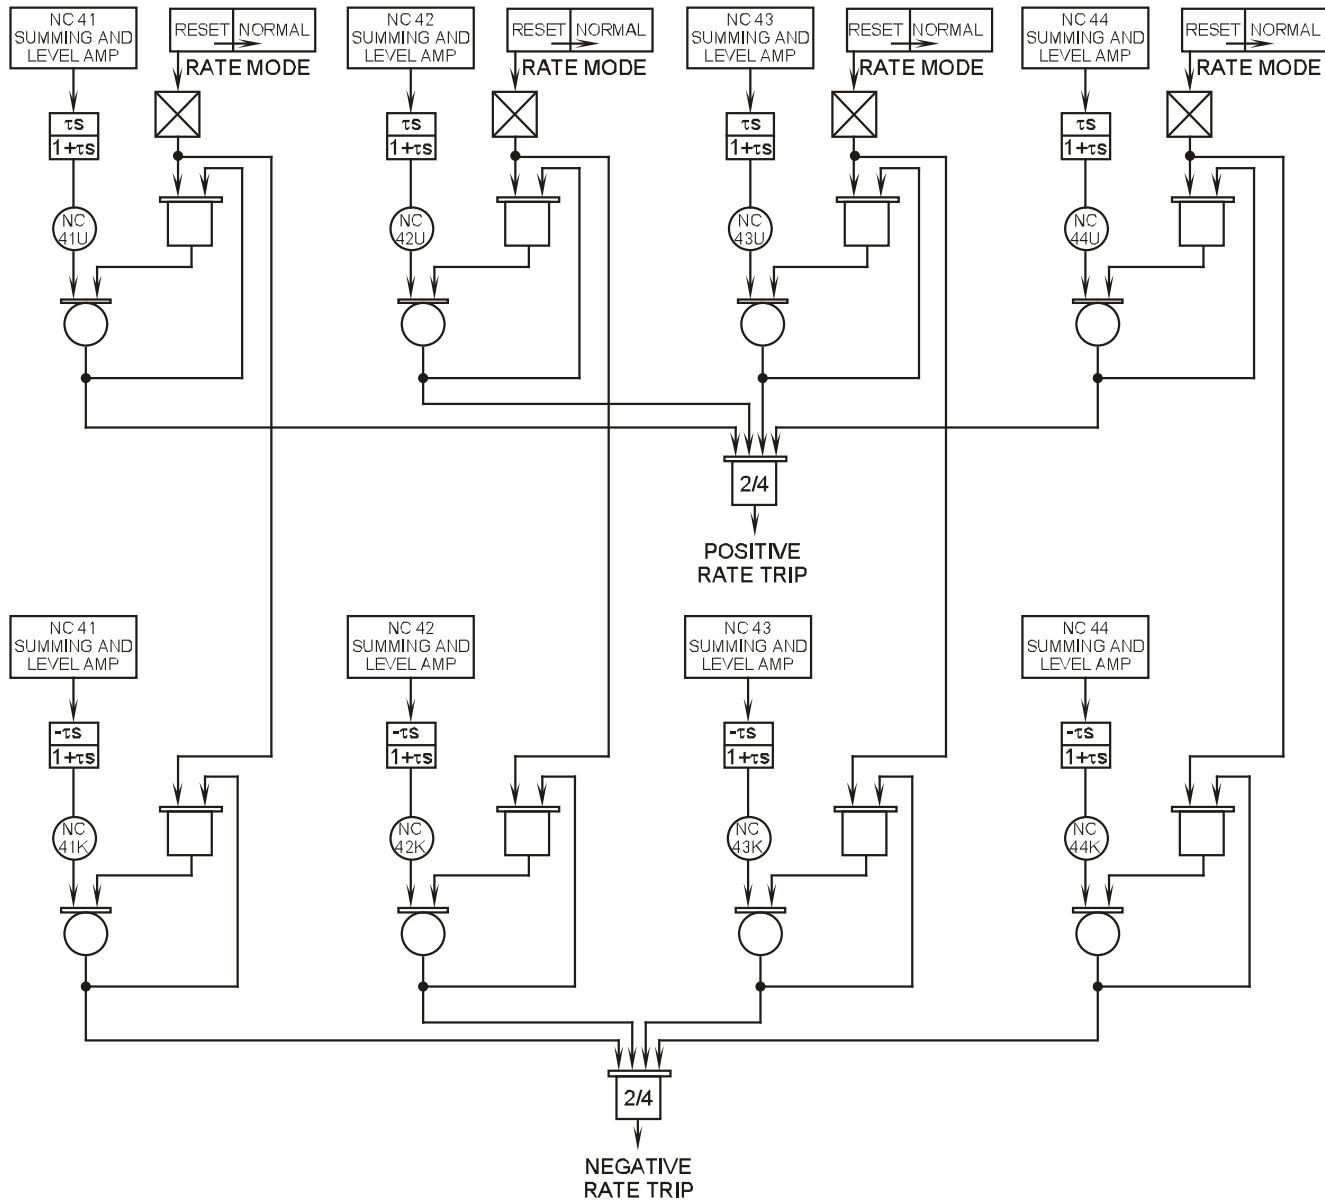 NC 41
SUMMING AND
LEVEL AMP
RESET NORMAL
RATE MODE
NC 42
SUMMING AND
LEVEL AMP
RESET NORMAL
RATE MODE
NC 43
SUMMING AND
LEVEL AMP
RESET NORMAL
RATE MODE
NC 44
SUMMING AND
LEVEL AMP
RESET NORMAL
RATE MODE
τs
1+τs
τs
1+τs
τs
1+τs
τs
1+τs
NC
41U
NC
42U
NC
43U
NC
44U
2/4
POSITIVE
RATE TRIP
NC 41
SUMMING AND
LEVEL AMP
NC 42
SUMMING AND
LEVEL AMP
NC 43
SUMMING AND
LEVEL AMP
NC 44
SUMMING AND
LEVEL AMP
-τs
1+τs
-τs
1+τs
-τs
1+τs
-τs
1+τs
NC
41K
NC
42K
NC
43K
NC
44K
2/4
NEGATIVE
RATE TRIP